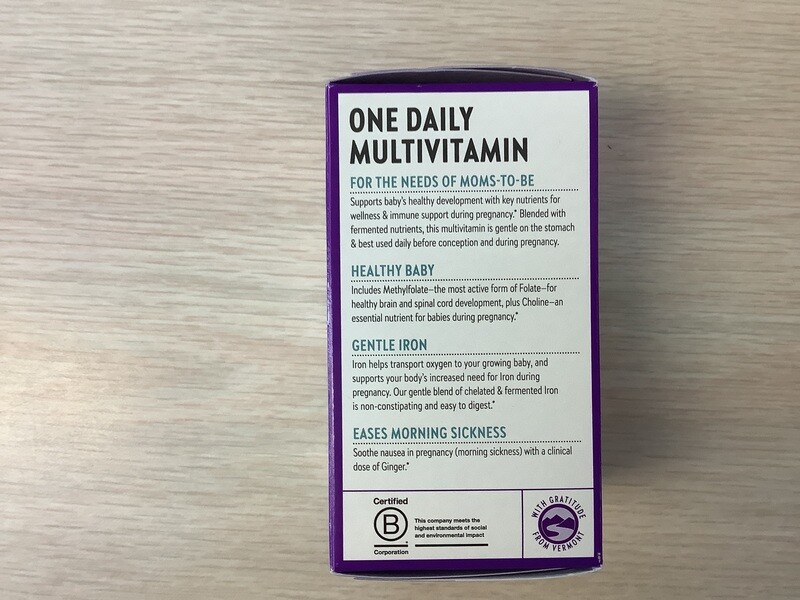 ONE DAILY
MULTIVITAMIN
FOR THE NEEDS OF MOMS-TO-BE
Supports baby's healthy development with key nutrients for
wellness & immune support during pregnancy.* Blended with
fermented nutrients, this multivitamin is gentle on the stomach
& best used daily before conception and during pregnancy.
HEALTHY BABY
Includes Methylfolate—the most active form of Folate—for
healthy brain and spinal cord development, plus Choline—an
essential nutrient for babies during pregnancy.*
GENTLE IRON
Iron helps transport oxygen to your growing baby, and
supports your body's increased need for Iron during
pregnancy. Our gentle blend of chelated & fermented Iron
is non-constipating and easy to digest.*
EASES MORNING SICKNESS
Soothe nausea in pregnancy (morning sickness) with a clinical
dose of Ginger.*
Certified
B
Corporation
This company meets the
highest standards of social
and environmental impact
WITH GRATITUDE
FROM VERMONT